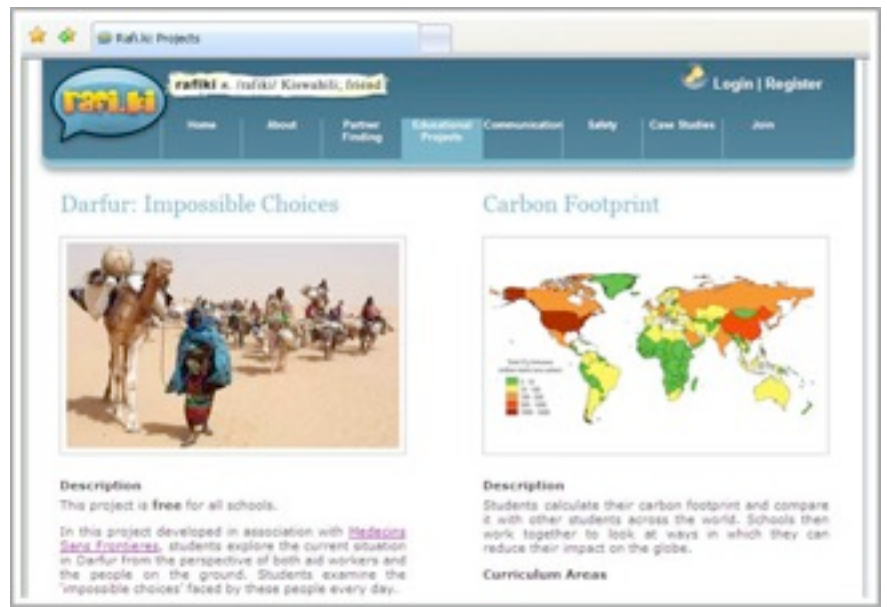 Rafi.ki: Projects
rafi.ki
rafiki n. /rafiki/ Kiswahili, friend
Login | Register
Home
About
Partner
Finding
Educational
Projects
Communication
Safety
Case Studies
Join
Darfur: Impossible Choices
Description
This project is free for all schools.
In this project developed in association with Medecins
Sans Frontieres, students explore the current situation
in Darfur from the perspective of both aid workers and
the people on the ground. Students examine the
'impossible choices' faced by these people every day.
Carbon Footprint
Description
Students calculate their carbon footprint and compare
it with other students across the world. Schools then
work together to look at ways in which they can
reduce their impact on the globe.
Curriculum Areas